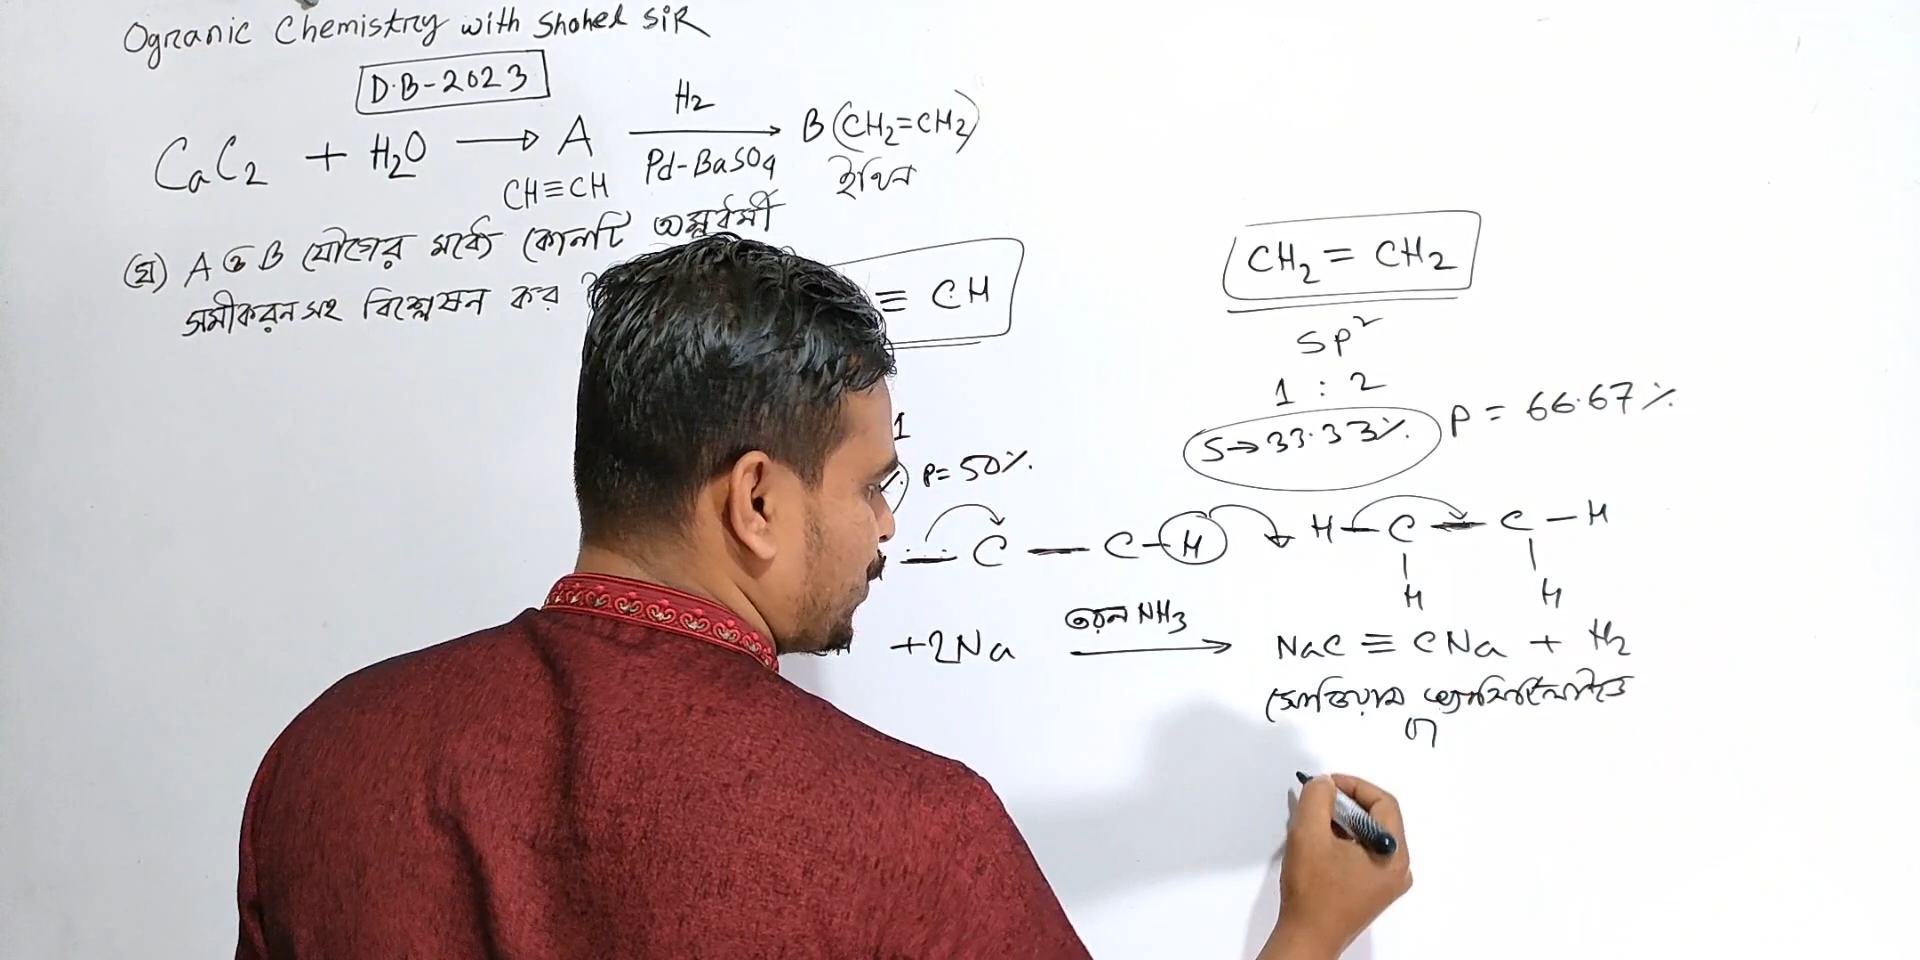 Ogranic Chemistry with Shohel SiR
D.B-2023
CaC₂ + H₂O → A —H₂/Pd-BaSO₄→ B (CH₂=CH₂)
CH≡CH
ইথিন
(ঘ) A ও B যৌগের মধ্যে কোনটি অম্লধর্মী
সমীকরনসহ বিশ্লেষন কর
≡ CH
CH₂ = CH₂
sp²
1 : 2
S→33.33%. P = 66.67%
1
%. P= 50%.
— C — C-H
H — C — C — H
H H
+2Na —তরল NH₃→ NaC ≡ CNa + H₂
সোডিয়াম